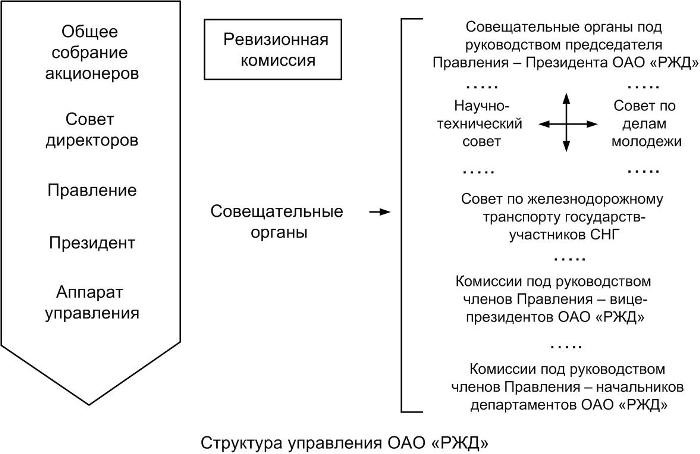 Общее
собрание
акционеров
Совет
директоров
Правление
Президент
Аппарат
управления
Ревизионная
комиссия
Совещательные
органы
Совещательные органы под
руководством председателя
Правления – Президента ОАО «РЖД»
..... .....
Научно-
технический
совет
Совет по
делам
молодежи
..... .....
Совет по железнодорожному
транспорту государств-
участников СНГ
.....
Комиссии под руководством
членов Правления – вице-
президентов ОАО «РЖД»
.....
Комиссии под руководством
членов Правления – начальников
департаментов ОАО «РЖД»
Структура управления ОАО «РЖД»